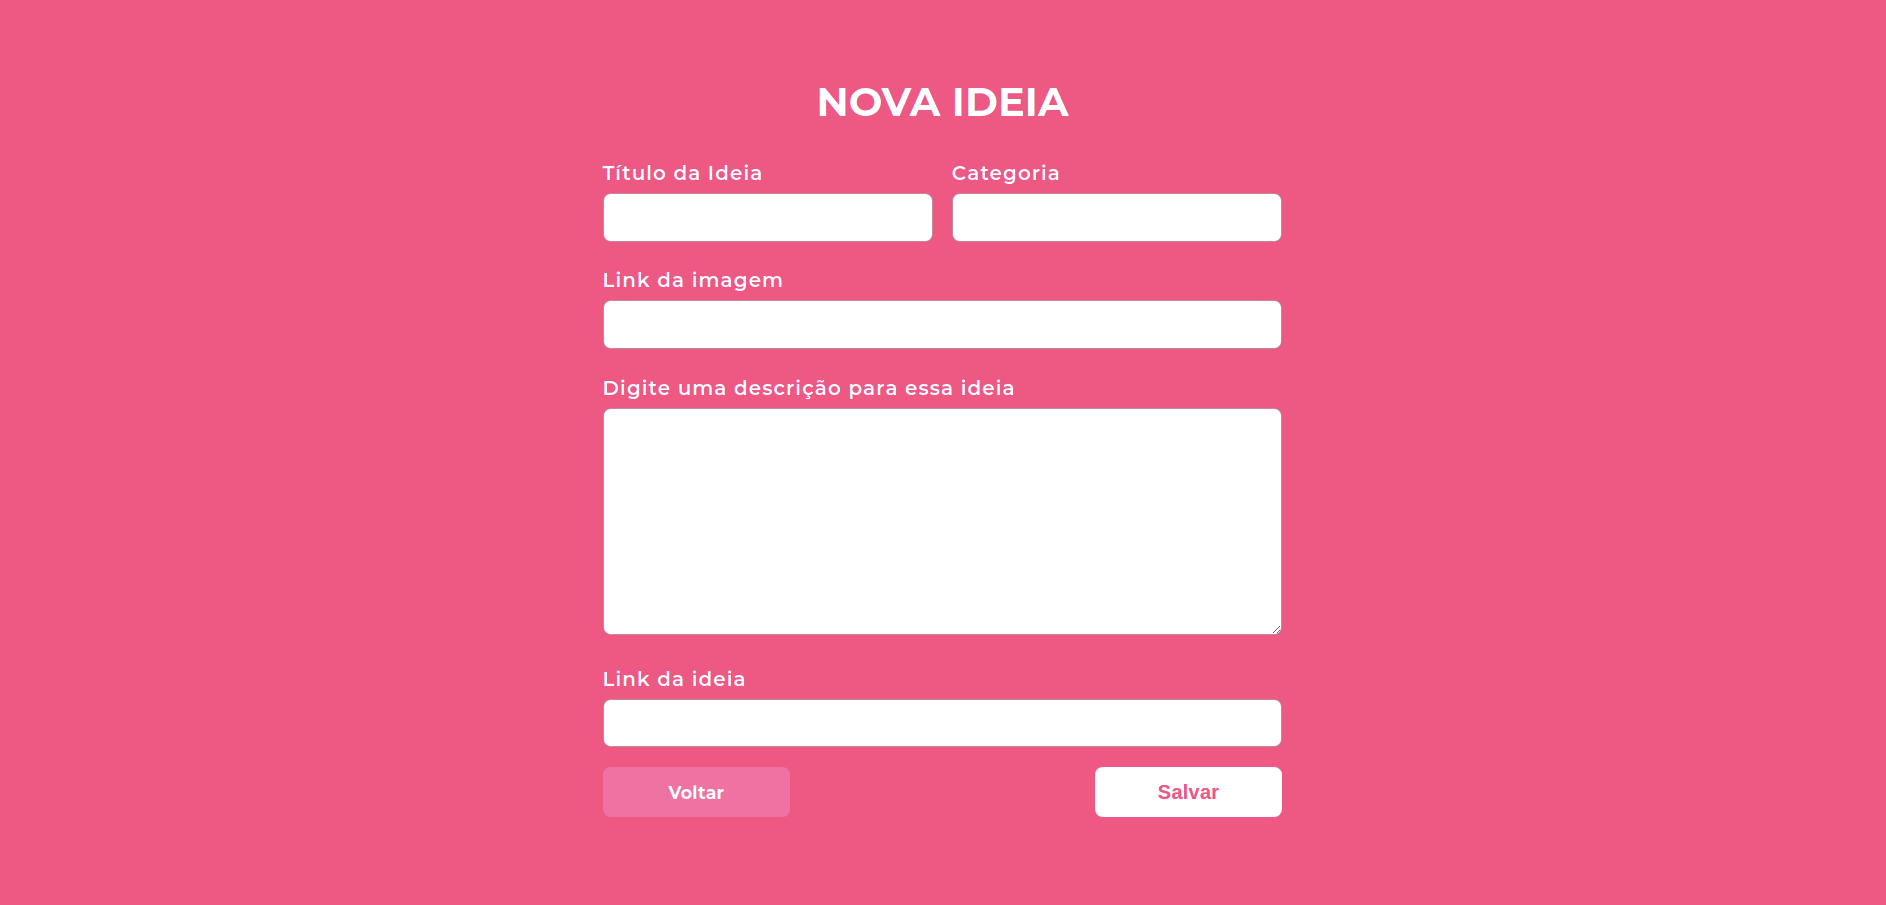 NOVA IDEIA
Título da Ideia
Categoria
Link da imagem
Digite uma descrição para essa ideia
Link da ideia
Voltar
Salvar